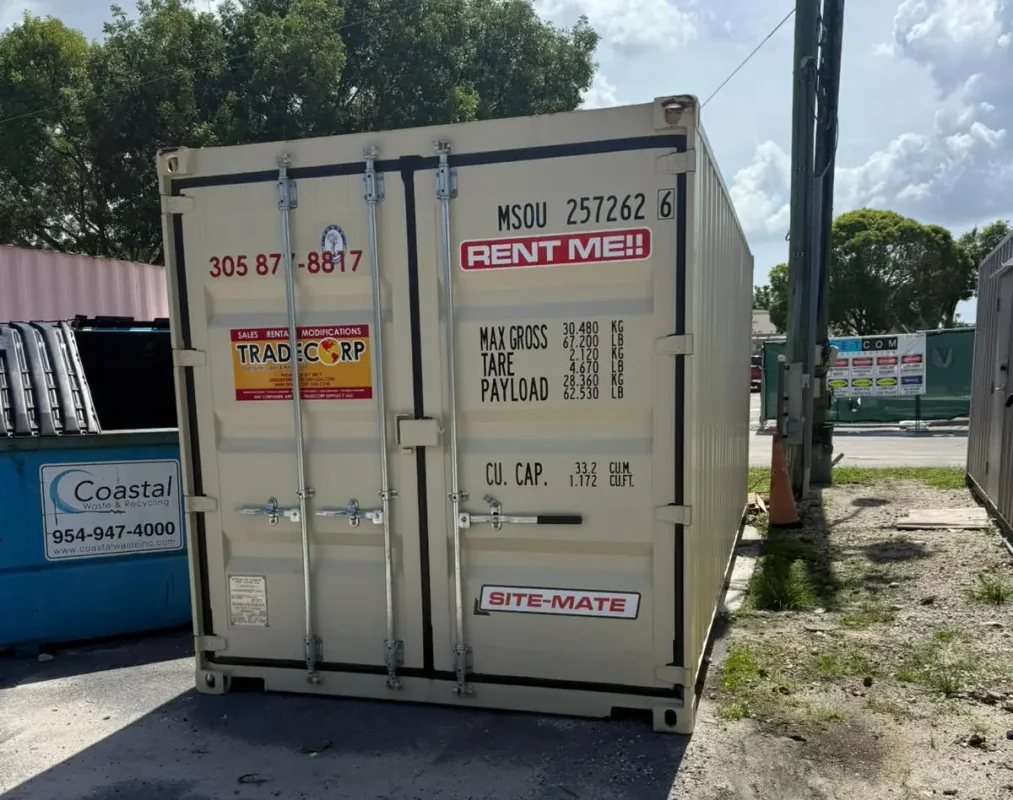 MSOU 257262 6
RENT ME!!
305 877-8817
SALES RENTAL MODIFICATIONS
TRADECORP
MAX GROSS 30.480 KG
67.200 LB
TARE 2.120 KG
4.670 LB
PAYLOAD 28.360 KG
62.530 LB
CU. CAP. 33.2 CU.M.
1.172 CU.FT.
SITE-MATE
Coastal
Waste & Recycling
954-947-4000
www.coastalwasteinc.com
ETCOM